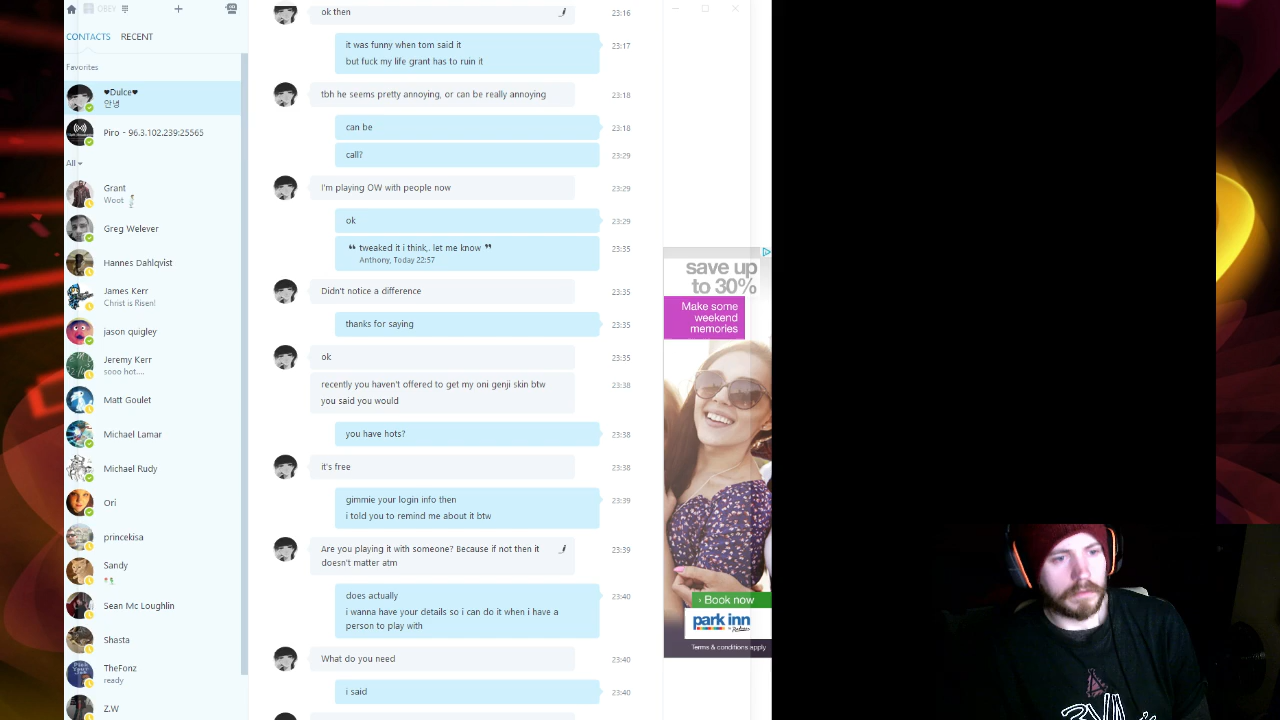 OBEY
CONTACTS RECENT
Favorites
♥Dulce♥
안녕
Piro - 96.3.102.239:25565
All
Grant
Woot
Greg Welever
Hannes Dahlqvist
James Kerr
Christ is Risen!
jason quigley
Jeremy Kerr
sooo hot....
Matt Goulet
Michael Lamar
Michael Rudy
Ori
princekisa
Sandy
Sean Mc Loughlin
Shasta
TheFonz
ready
Z.W
ok then 23:16
it was funny when tom said it 23:17
but fuck my life grant has to ruin it
tbh he seems pretty annoying, or can be really annoying 23:18
can be 23:18
call? 23:29
I'm playing OW with people now 23:29
ok 23:29
❝ tweaked it i think,. let me know ❞ 23:35
Anthony, Today 22:57
Didn't notice a difference 23:35
thanks for saying 23:35
ok 23:35
recently you haven't offered to get my oni genji skin btw 23:38
you said you would
you have hots? 23:38
it's free 23:38
gimmie your login info then 23:39
i told you to remind me about it btw
Are you playing it with someone? Because if not then it 23:39
doesn't matter atm
does actually 23:40
i wanna have your details so i can do it when i have a
person to play with
What do you need 23:40
i said 23:40
save up
to 30%
Make some
weekend
memories
› Book now
park inn
Terms & conditions apply